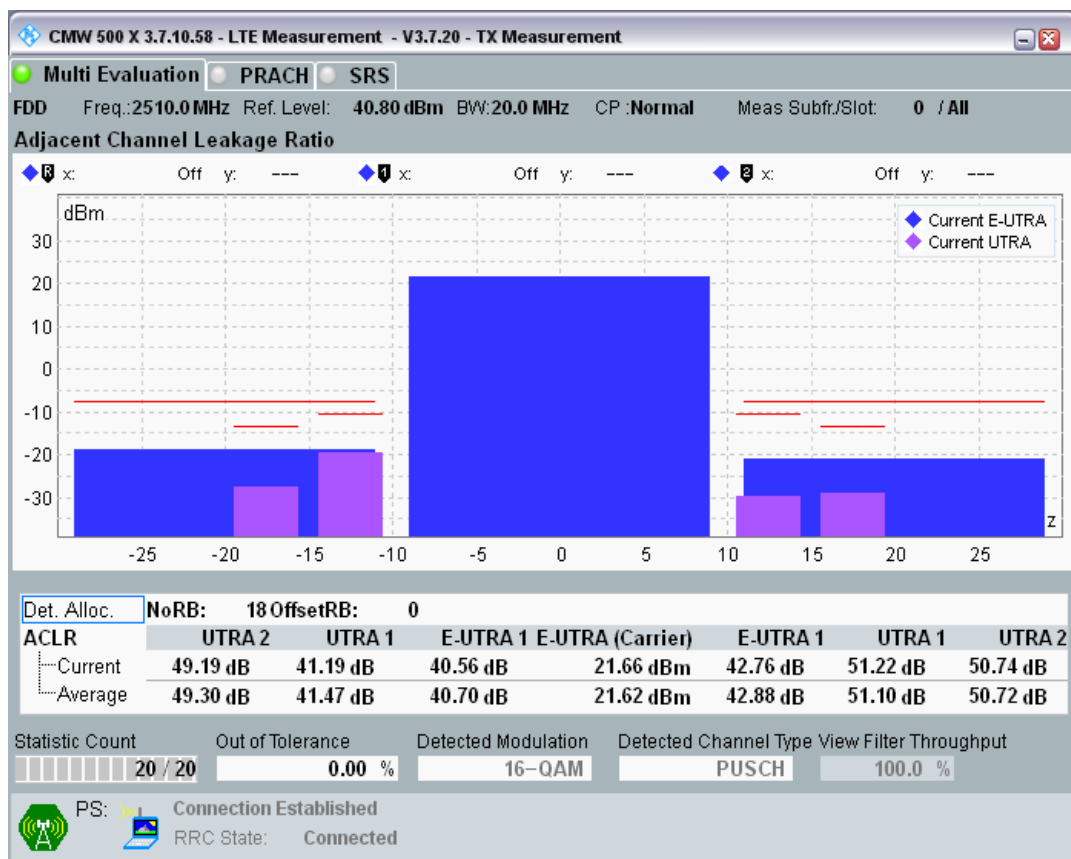 CMW 500 X 3.7.10.58 - LTE Measurement - V3.7.20 - TX Measurement
Multi Evaluation PRACH SRS
FDD Freq.:2510.0 MHz Ref. Level: 40.80 dBm BW:20.0 MHz CP :Normal Meas Subfr./Slot: 0 / All
Adjacent Channel Leakage Ratio
R x: Off y: --- 1 x: Off y: --- 2 x: Off y: ---
dBm
Current E-UTRA
Current UTRA
30
20
10
0
-10
-20
-30
z
-25 -20 -15 -10 -5 0 5 10 15 20 25
Det. Alloc. NoRB: 18 OffsetRB: 0
ACLR UTRA 2 UTRA 1 E-UTRA 1 E-UTRA (Carrier) E-UTRA 1 UTRA 1 UTRA 2
Current 49.19 dB 41.19 dB 40.56 dB 21.66 dBm 42.76 dB 51.22 dB 50.74 dB
Average 49.30 dB 41.47 dB 40.70 dB 21.62 dBm 42.88 dB 51.10 dB 50.72 dB
Statistic Count Out of Tolerance Detected Modulation Detected Channel Type View Filter Throughput
20 / 20 0.00 % 16-QAM PUSCH 100.0 %
PS: Connection Established
RRC State: Connected